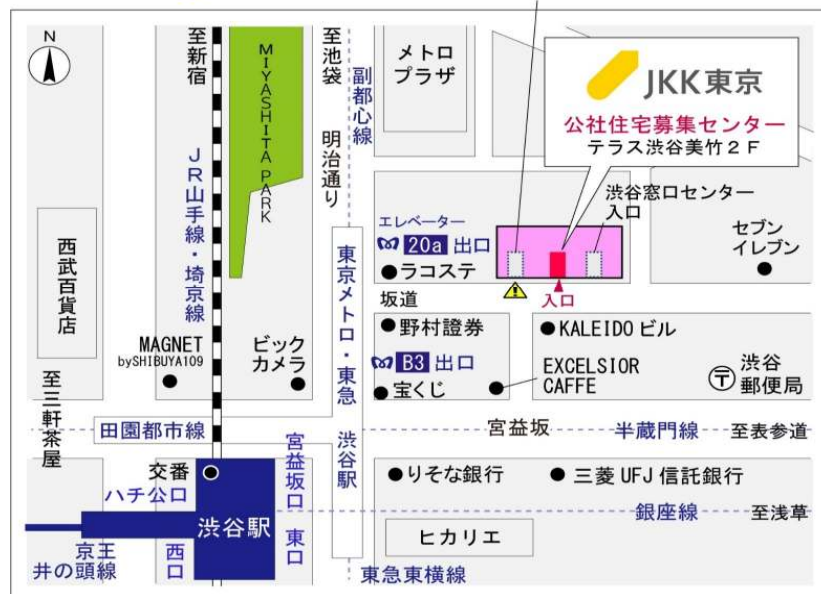 N
至新宿
MIYASHITA PARK
至池袋
副都心線
明治通り
メトロ
プラザ
JKK東京
公社住宅募集センター
テラス渋谷美竹2F
JR山手線・埼京線
西武百貨店
エレベーター
20a 出口
ラコステ
渋谷窓口センター
入口
セブン
イレブン
入口
坂道
東京メトロ・東急 渋谷駅
MAGNET
bySHIBUYA109
ビック
カメラ
野村證券
KALEIDO ビル
B3 出口
宝くじ
EXCELSIOR
CAFFE
渋谷
郵便局
至三軒茶屋
田園都市線
宮益坂
半蔵門線
至表参道
交番
ハチ公口
宮益坂口
りそな銀行
三菱UFJ信託銀行
渋谷駅
銀座線
至浅草
京王
井の頭線
西口
東口
ヒカリエ
東急東横線